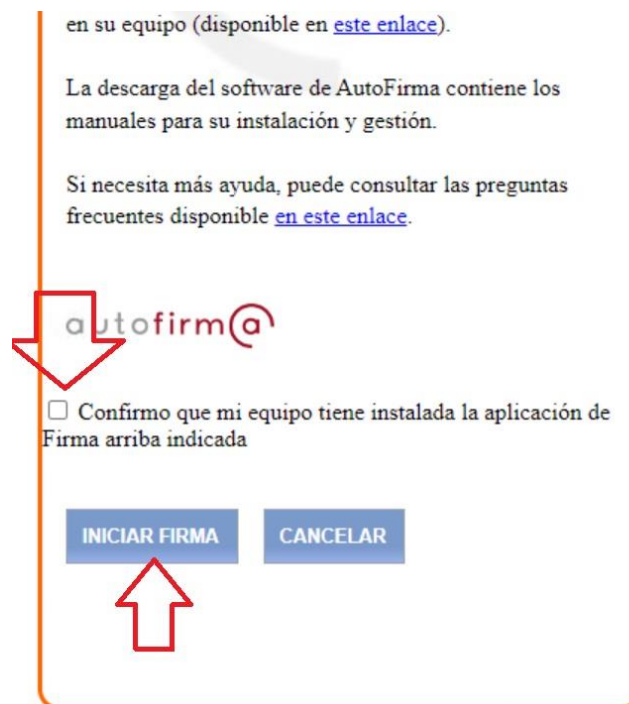 en su equipo (disponible en este enlace).
La descarga del software de AutoFirma contiene los
manuales para su instalación y gestión.
Si necesita más ayuda, puede consultar las preguntas
frecuentes disponible en este enlace.
autofirm@
Confirmo que mi equipo tiene instalada la aplicación de
Firma arriba indicada
INICIAR FIRMA
CANCELAR